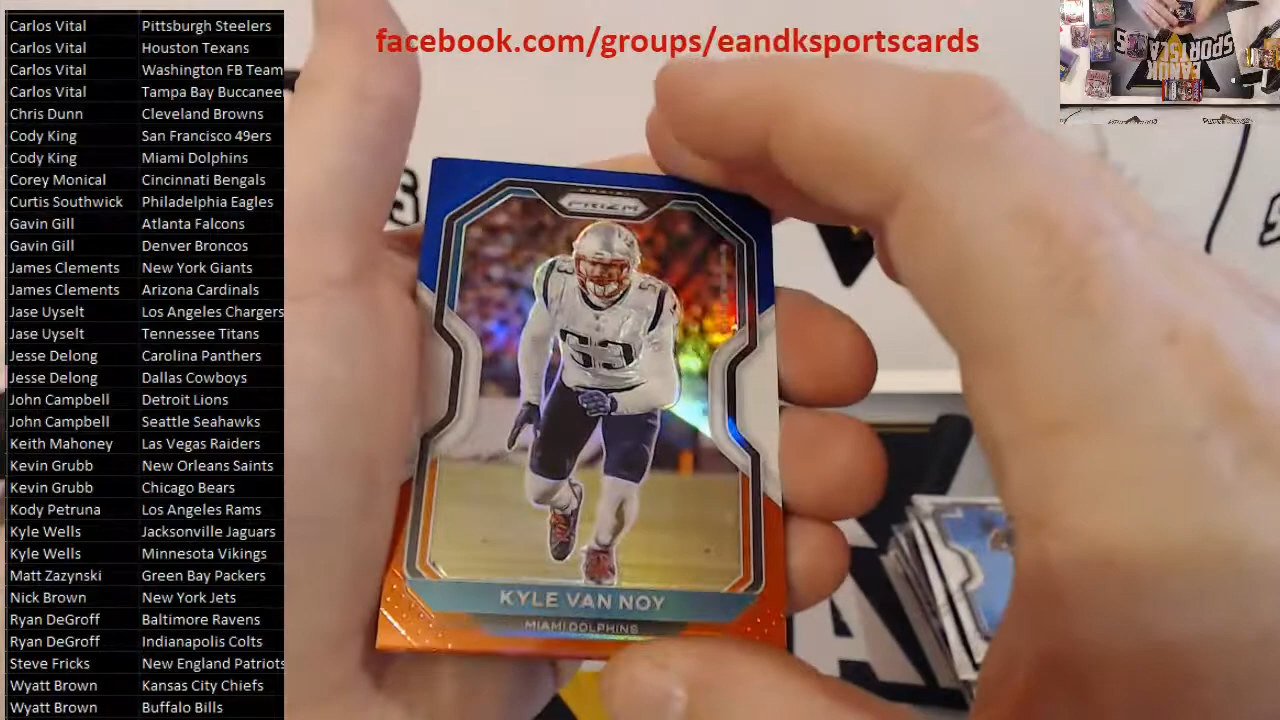 Carlos Vital Pittsburgh Steelers
Carlos Vital Houston Texans
Carlos Vital Washington FB Team
Carlos Vital Tampa Bay Buccanee
Chris Dunn Cleveland Browns
Cody King San Francisco 49ers
Cody King Miami Dolphins
Corey Monical Cincinnati Bengals
Curtis Southwick Philadelphia Eagles
Gavin Gill Atlanta Falcons
Gavin Gill Denver Broncos
James Clements New York Giants
James Clements Arizona Cardinals
Jase Uyselt Los Angeles Chargers
Jase Uyselt Tennessee Titans
Jesse Delong Carolina Panthers
Jesse Delong Dallas Cowboys
John Campbell Detroit Lions
John Campbell Seattle Seahawks
Keith Mahoney Las Vegas Raiders
Kevin Grubb New Orleans Saints
Kevin Grubb Chicago Bears
Kody Petruna Los Angeles Rams
Kyle Wells Jacksonville Jaguars
Kyle Wells Minnesota Vikings
Matt Zazynski Green Bay Packers
Nick Brown New York Jets
Ryan DeGroff Baltimore Ravens
Ryan DeGroff Indianapolis Colts
Steve Fricks New England Patriots
Wyatt Brown Kansas City Chiefs
Wyatt Brown Buffalo Bills
facebook.com/groups/eandksportscards
EANDK
SPORTSCA
PRIZM
53
KYLE VAN NOY
MIAMI DOLPHINS